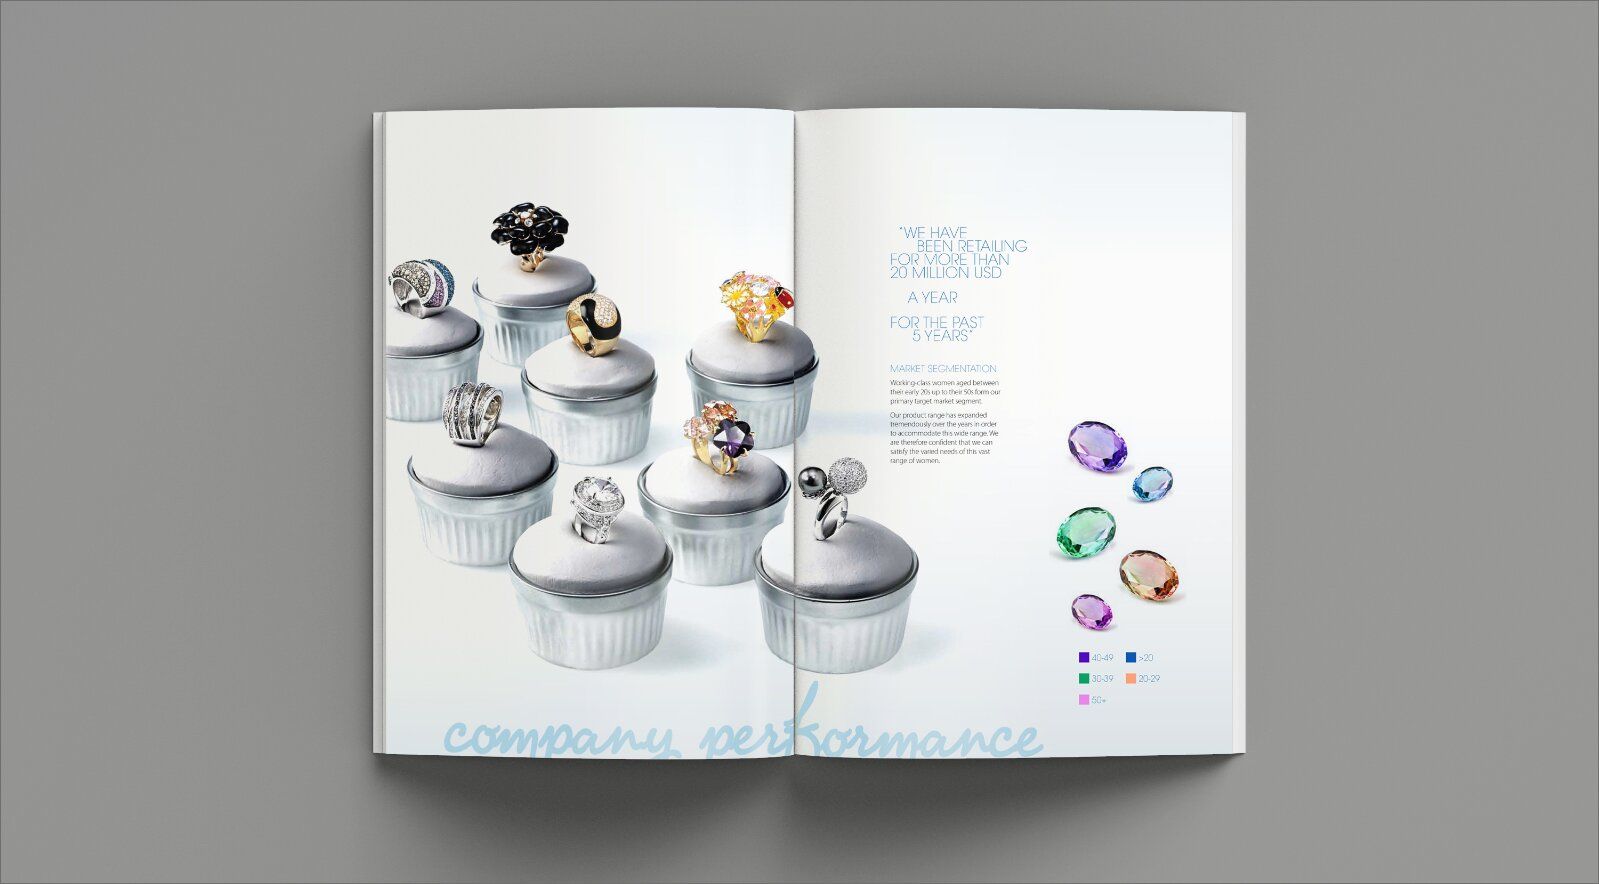 "WE HAVE
BEEN RETAILING
FOR MORE THAN
20 MILLION USD
A YEAR
FOR THE PAST
5 YEARS"
MARKET SEGMENTATION
Working-class women aged between
their early 20s up to their 50s form our
primary target market segment.
Our product range has expanded
tremendously over the years in order
to accommodate this wide range. We
are therefore confident that we can
satisfy the varied needs of this vast
range of women.
40-49 >20
30-39 20-29
50+
company performance